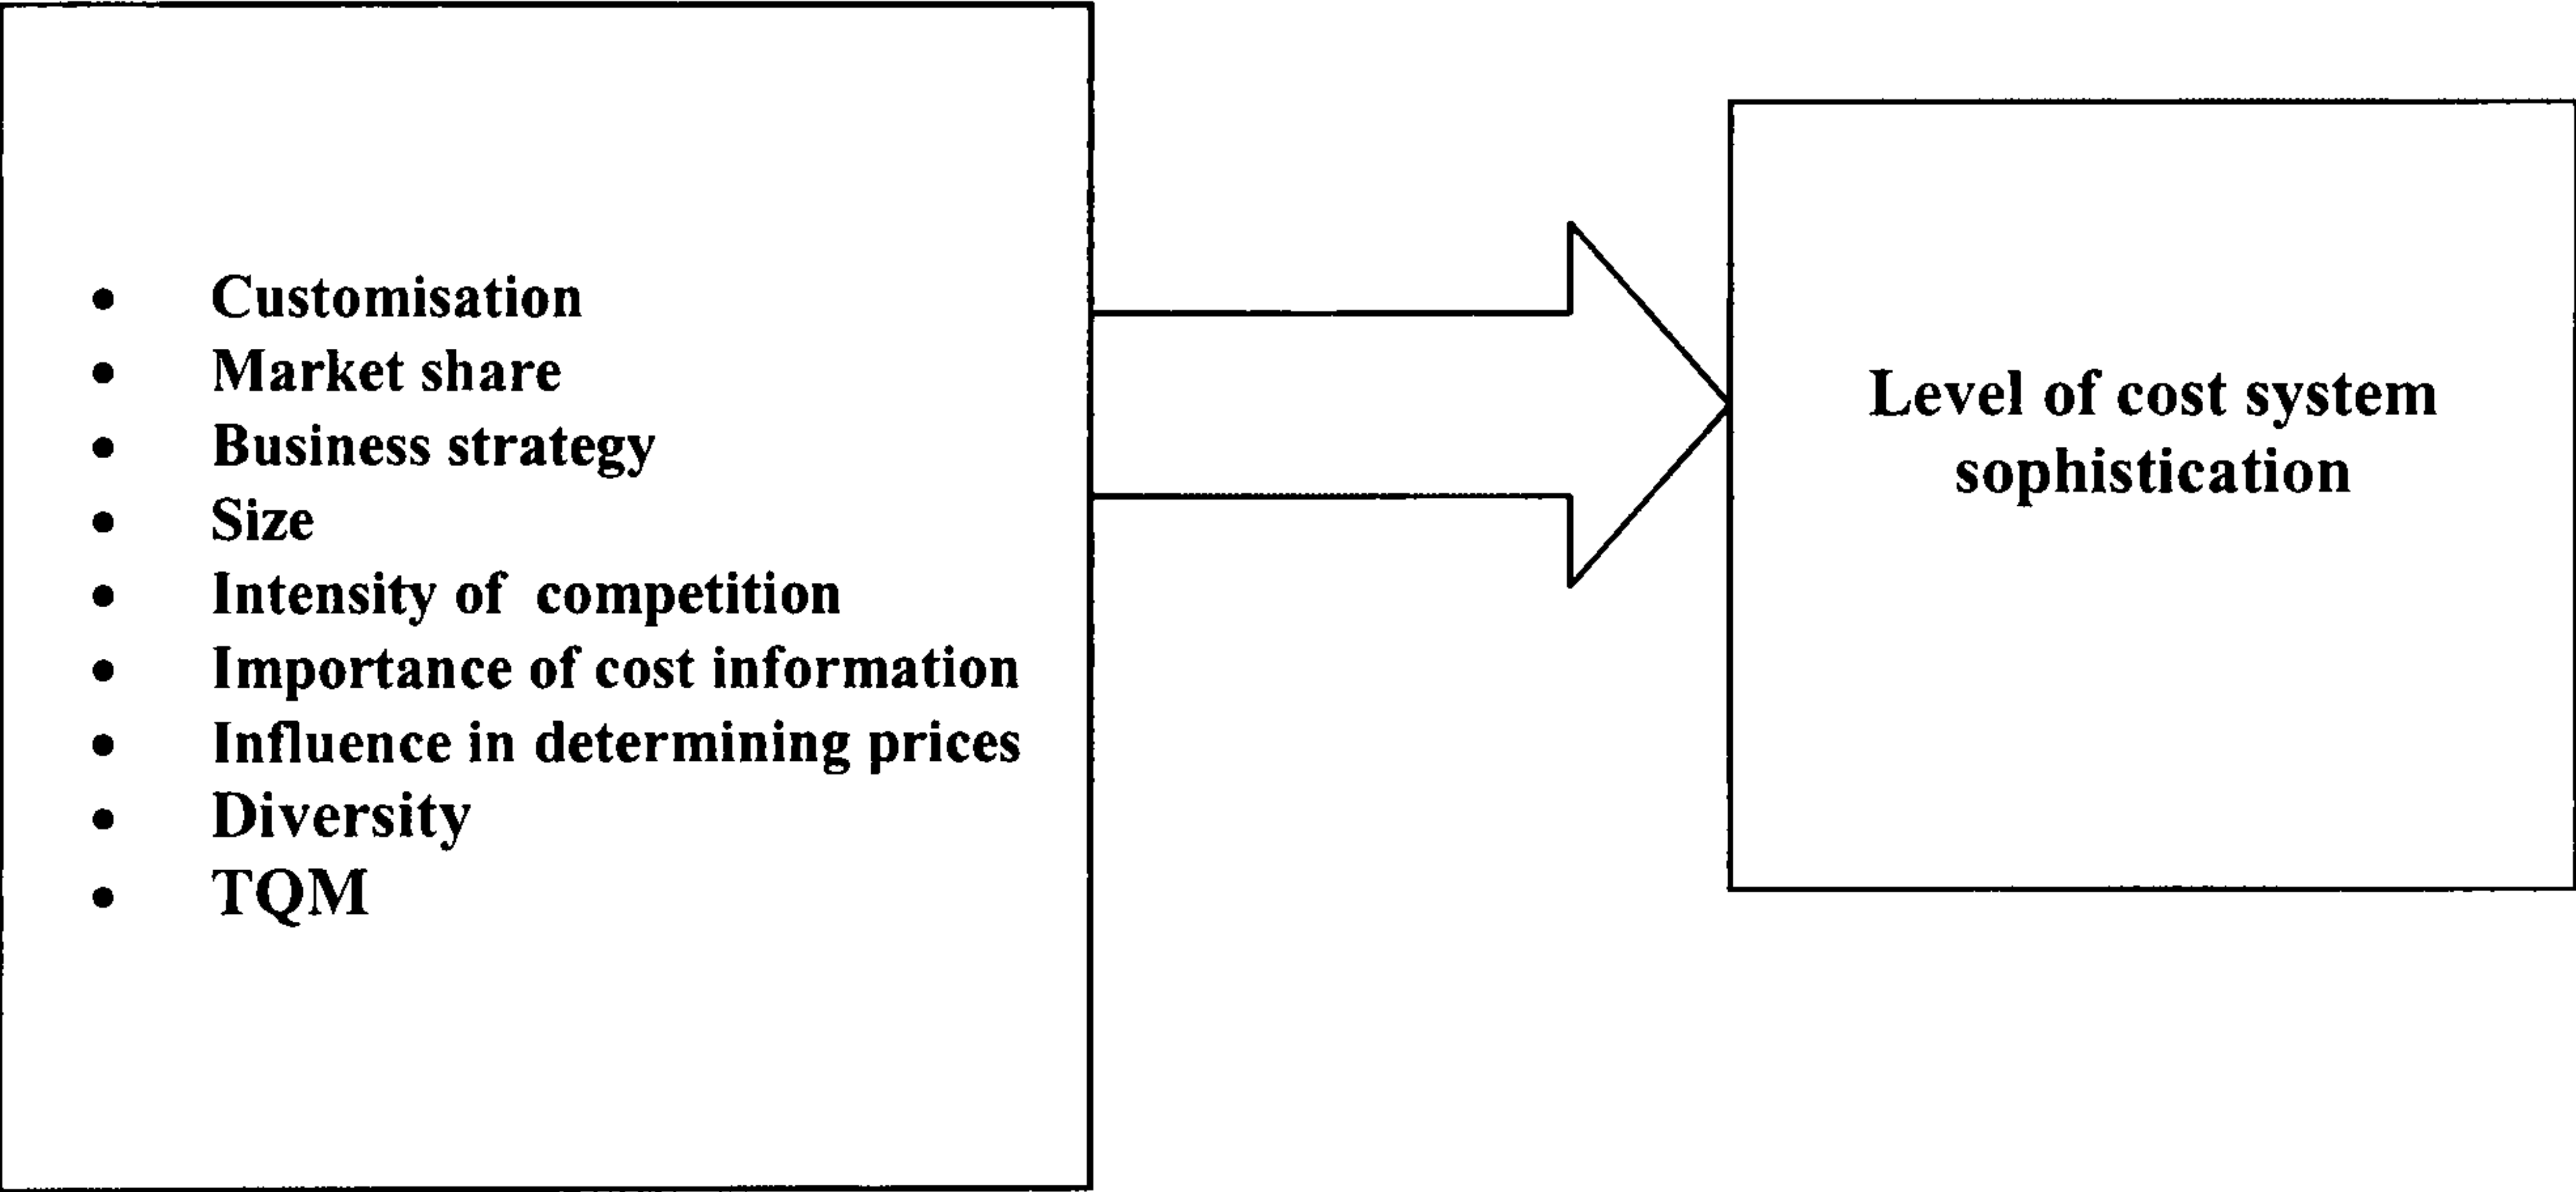 • Customisation
• Market share
• Business strategy
• Size
• Intensity of competition
• Importance of cost information
• Influence in determining prices
• Diversity
• TQM
Level of cost system
sophistication